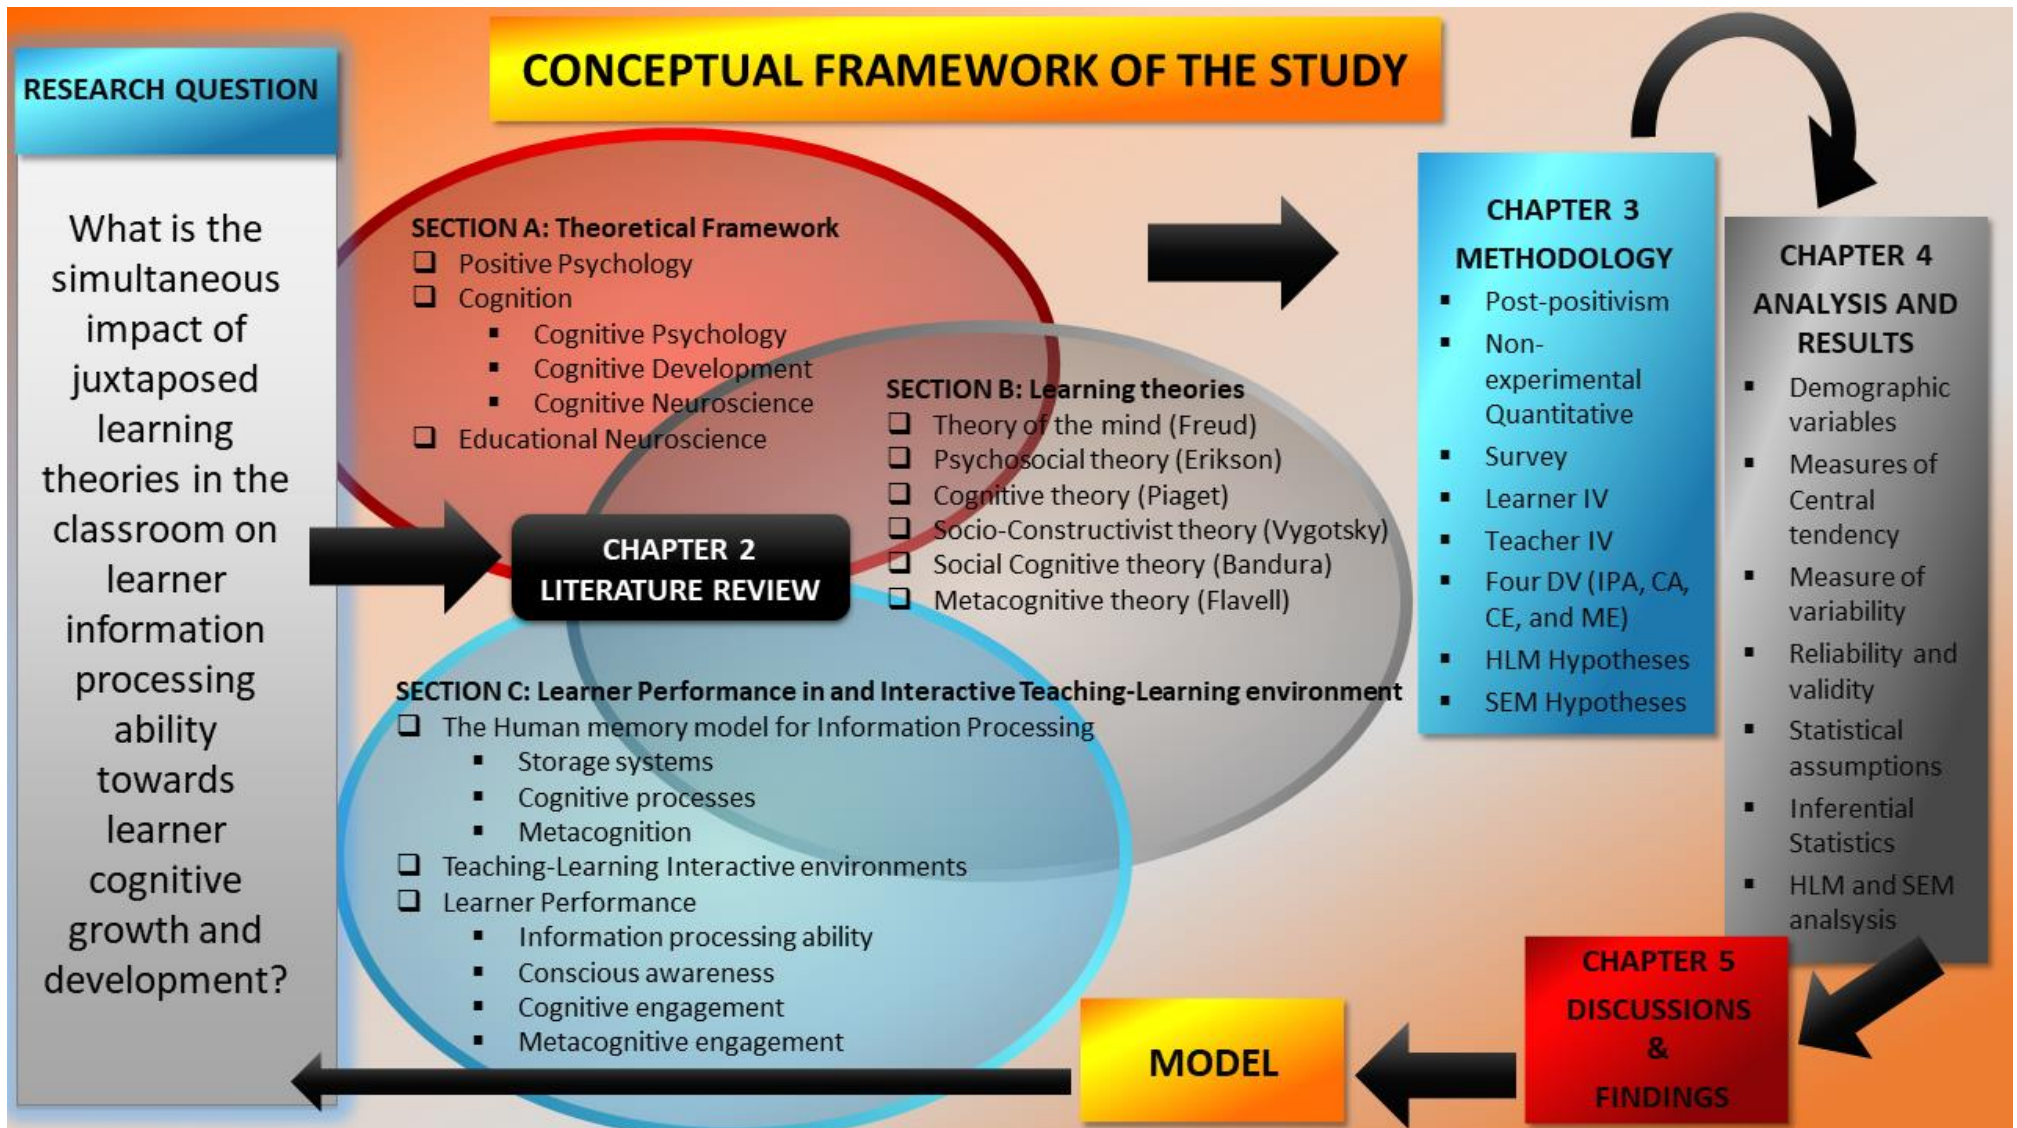 CONCEPTUAL FRAMEWORK OF THE STUDY
RESEARCH QUESTION
What is the
simultaneous
impact of
juxtaposed
learning
theories in the
classroom on
learner
information
processing
ability
towards
learner
cognitive
growth and
development?
SECTION A: Theoretical Framework
Positive Psychology
Cognition
Cognitive Psychology
Cognitive Development
Cognitive Neuroscience
Educational Neuroscience
CHAPTER 2
LITERATURE REVIEW
SECTION B: Learning theories
Theory of the mind (Freud)
Psychosocial theory (Erikson)
Cognitive theory (Piaget)
Socio-Constructivist theory (Vygotsky)
Social Cognitive theory (Bandura)
Metacognitive theory (Flavell)
SECTION C: Learner Performance in and Interactive Teaching-Learning environment
The Human memory model for Information Processing
Storage systems
Cognitive processes
Metacognition
Teaching-Learning Interactive environments
Learner Performance
Information processing ability
Conscious awareness
Cognitive engagement
Metacognitive engagement
CHAPTER 3
METHODOLOGY
Post-positivism
Non-
experimental
Quantitative
Survey
Learner IV
Teacher IV
Four DV (IPA, CA,
CE, and ME)
HLM Hypotheses
SEM Hypotheses
CHAPTER 4
ANALYSIS AND
RESULTS
Demographic
variables
Measures of
Central
tendency
Measure of
variability
Reliability and
validity
Statistical
assumptions
Inferential
Statistics
HLM and SEM
analsysis
CHAPTER 5
DISCUSSIONS
&
FINDINGS
MODEL